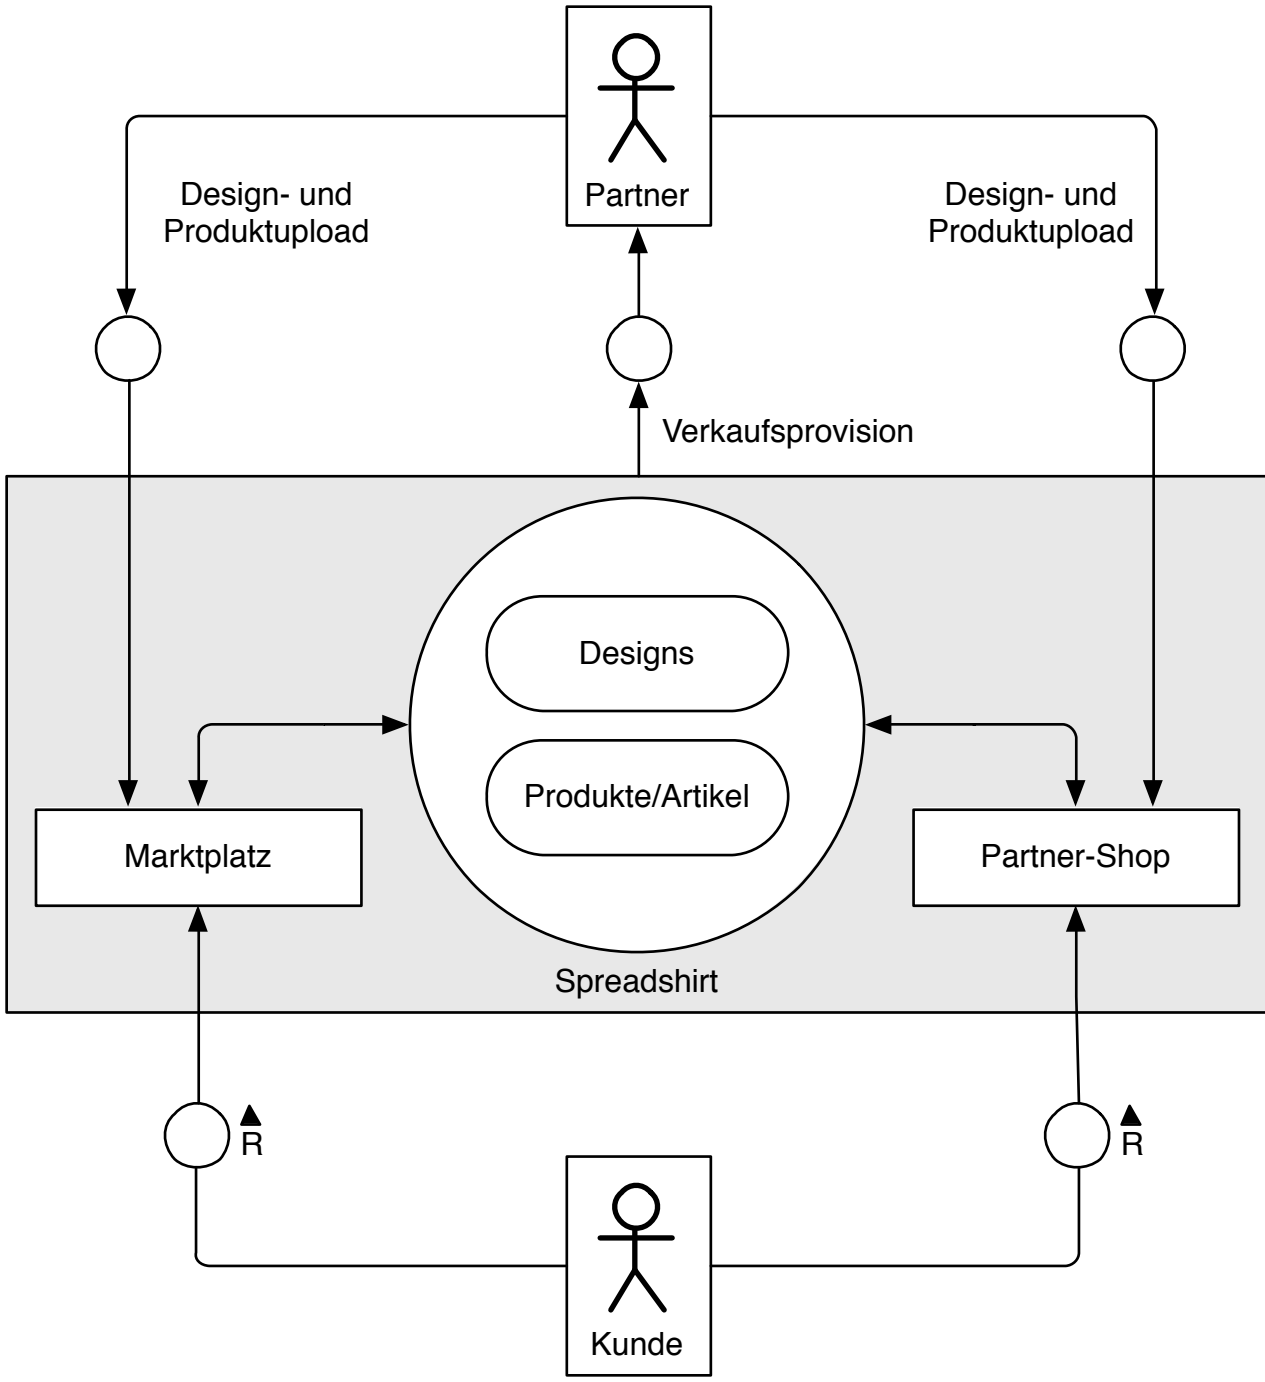 Partner
Design- und
Produktupload
Design- und
Produktupload
Verkaufsprovision
Designs
Produkte/Artikel
Marktplatz
Partner-Shop
Spreadshirt
R
R
Kunde